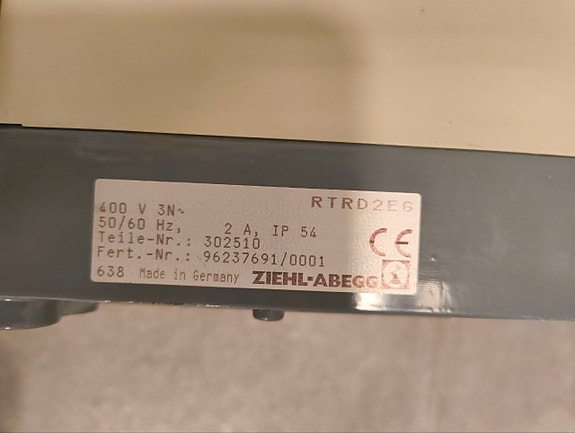 RTRD2EG
400 V 3N~
50/60 Hz, 2 A, IP 54
Teile-Nr.: 302510
Fert.-Nr.: 96237691/0001
CE
638 Made in Germany ZIEHL-ABEGG